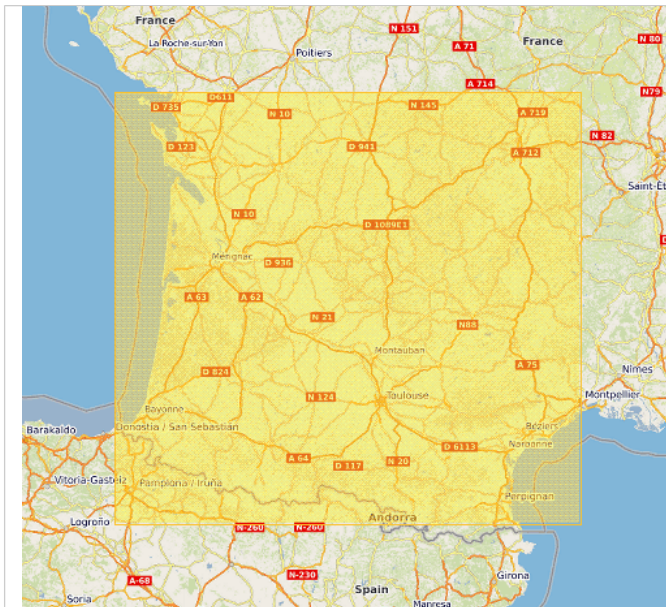 France
N 151
La Roche-sur-Yon
Poitiers
A 71
France
N 80
A 714
N79
D 735
D611
N 10
N 145
A 719
D 123
D 941
A 712
N 82
Saint-Ét
N 10
D 1089E1
D
Mérignac
D 936
A 63
A 62
N 21
N88
Montauban
A 75
Nîmes
D 824
N 124
Toulouse
Montpellier
Bayonne
Barakaldo
Donostia / San Sebastián
Béziers
Narbonne
D 6113
A 64
D 117
N 20
Vitoria-Gasteiz
Pamplona / Iruña
Perpignan
Logroño
Andorra
N-260
N-260
A-68
N-230
Girona
Spain
Soria
Manresa